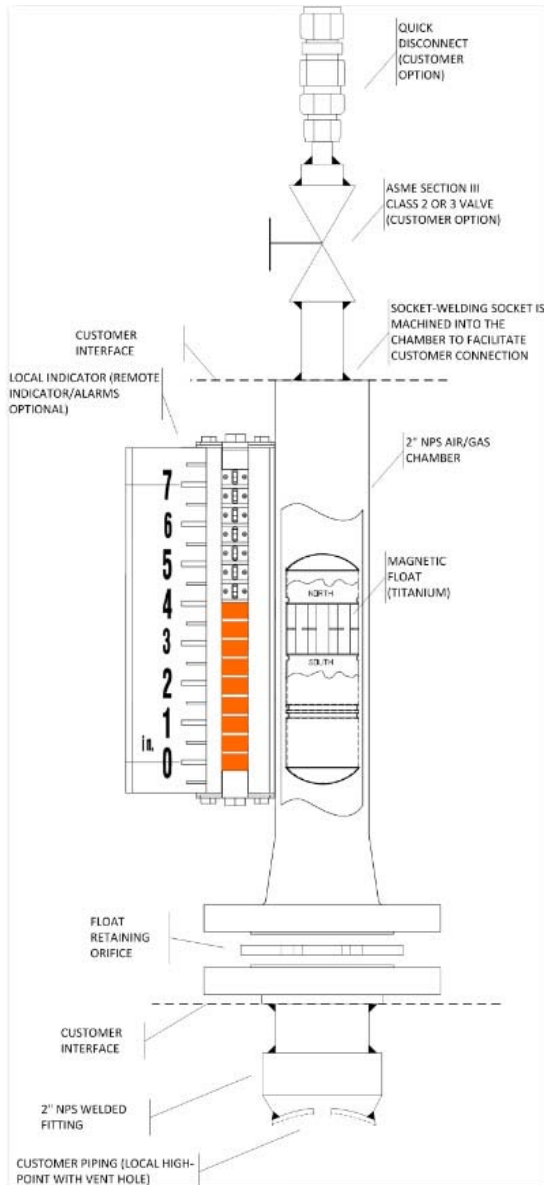 QUICK
DISCONNECT
(CUSTOMER
OPTION)
ASME SECTION III
CLASS 2 OR 3 VALVE
(CUSTOMER OPTION)
SOCKET-WELDING SOCKET IS
MACHINED INTO THE
CHAMBER TO FACILITATE
CUSTOMER CONNECTION
CUSTOMER
INTERFACE
LOCAL INDICATOR (REMOTE
INDICATOR/ALARMS
OPTIONAL)
2" NPS AIR/GAS
CHAMBER
7
6
5
4
3
2
1
in.
0
MAGNETIC
FLOAT
(TITANIUM)
NORTH
SOUTH
FLOAT
RETAINING
ORIFICE
CUSTOMER
INTERFACE
2" NPS WELDED
FITTING
CUSTOMER PIPING (LOCAL HIGH-
POINT WITH VENT HOLE)